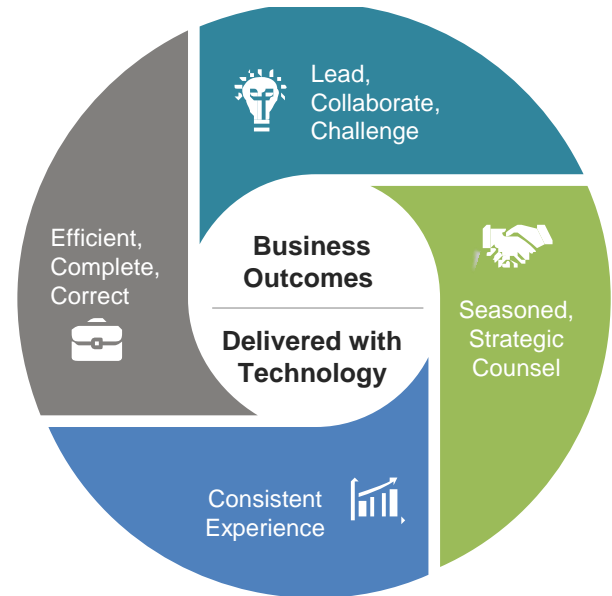 Lead,
Collaborate,
Challenge
Efficient,
Complete,
Correct
Business
Outcomes
Delivered with
Technology
Seasoned,
Strategic
Counsel
Consistent
Experience